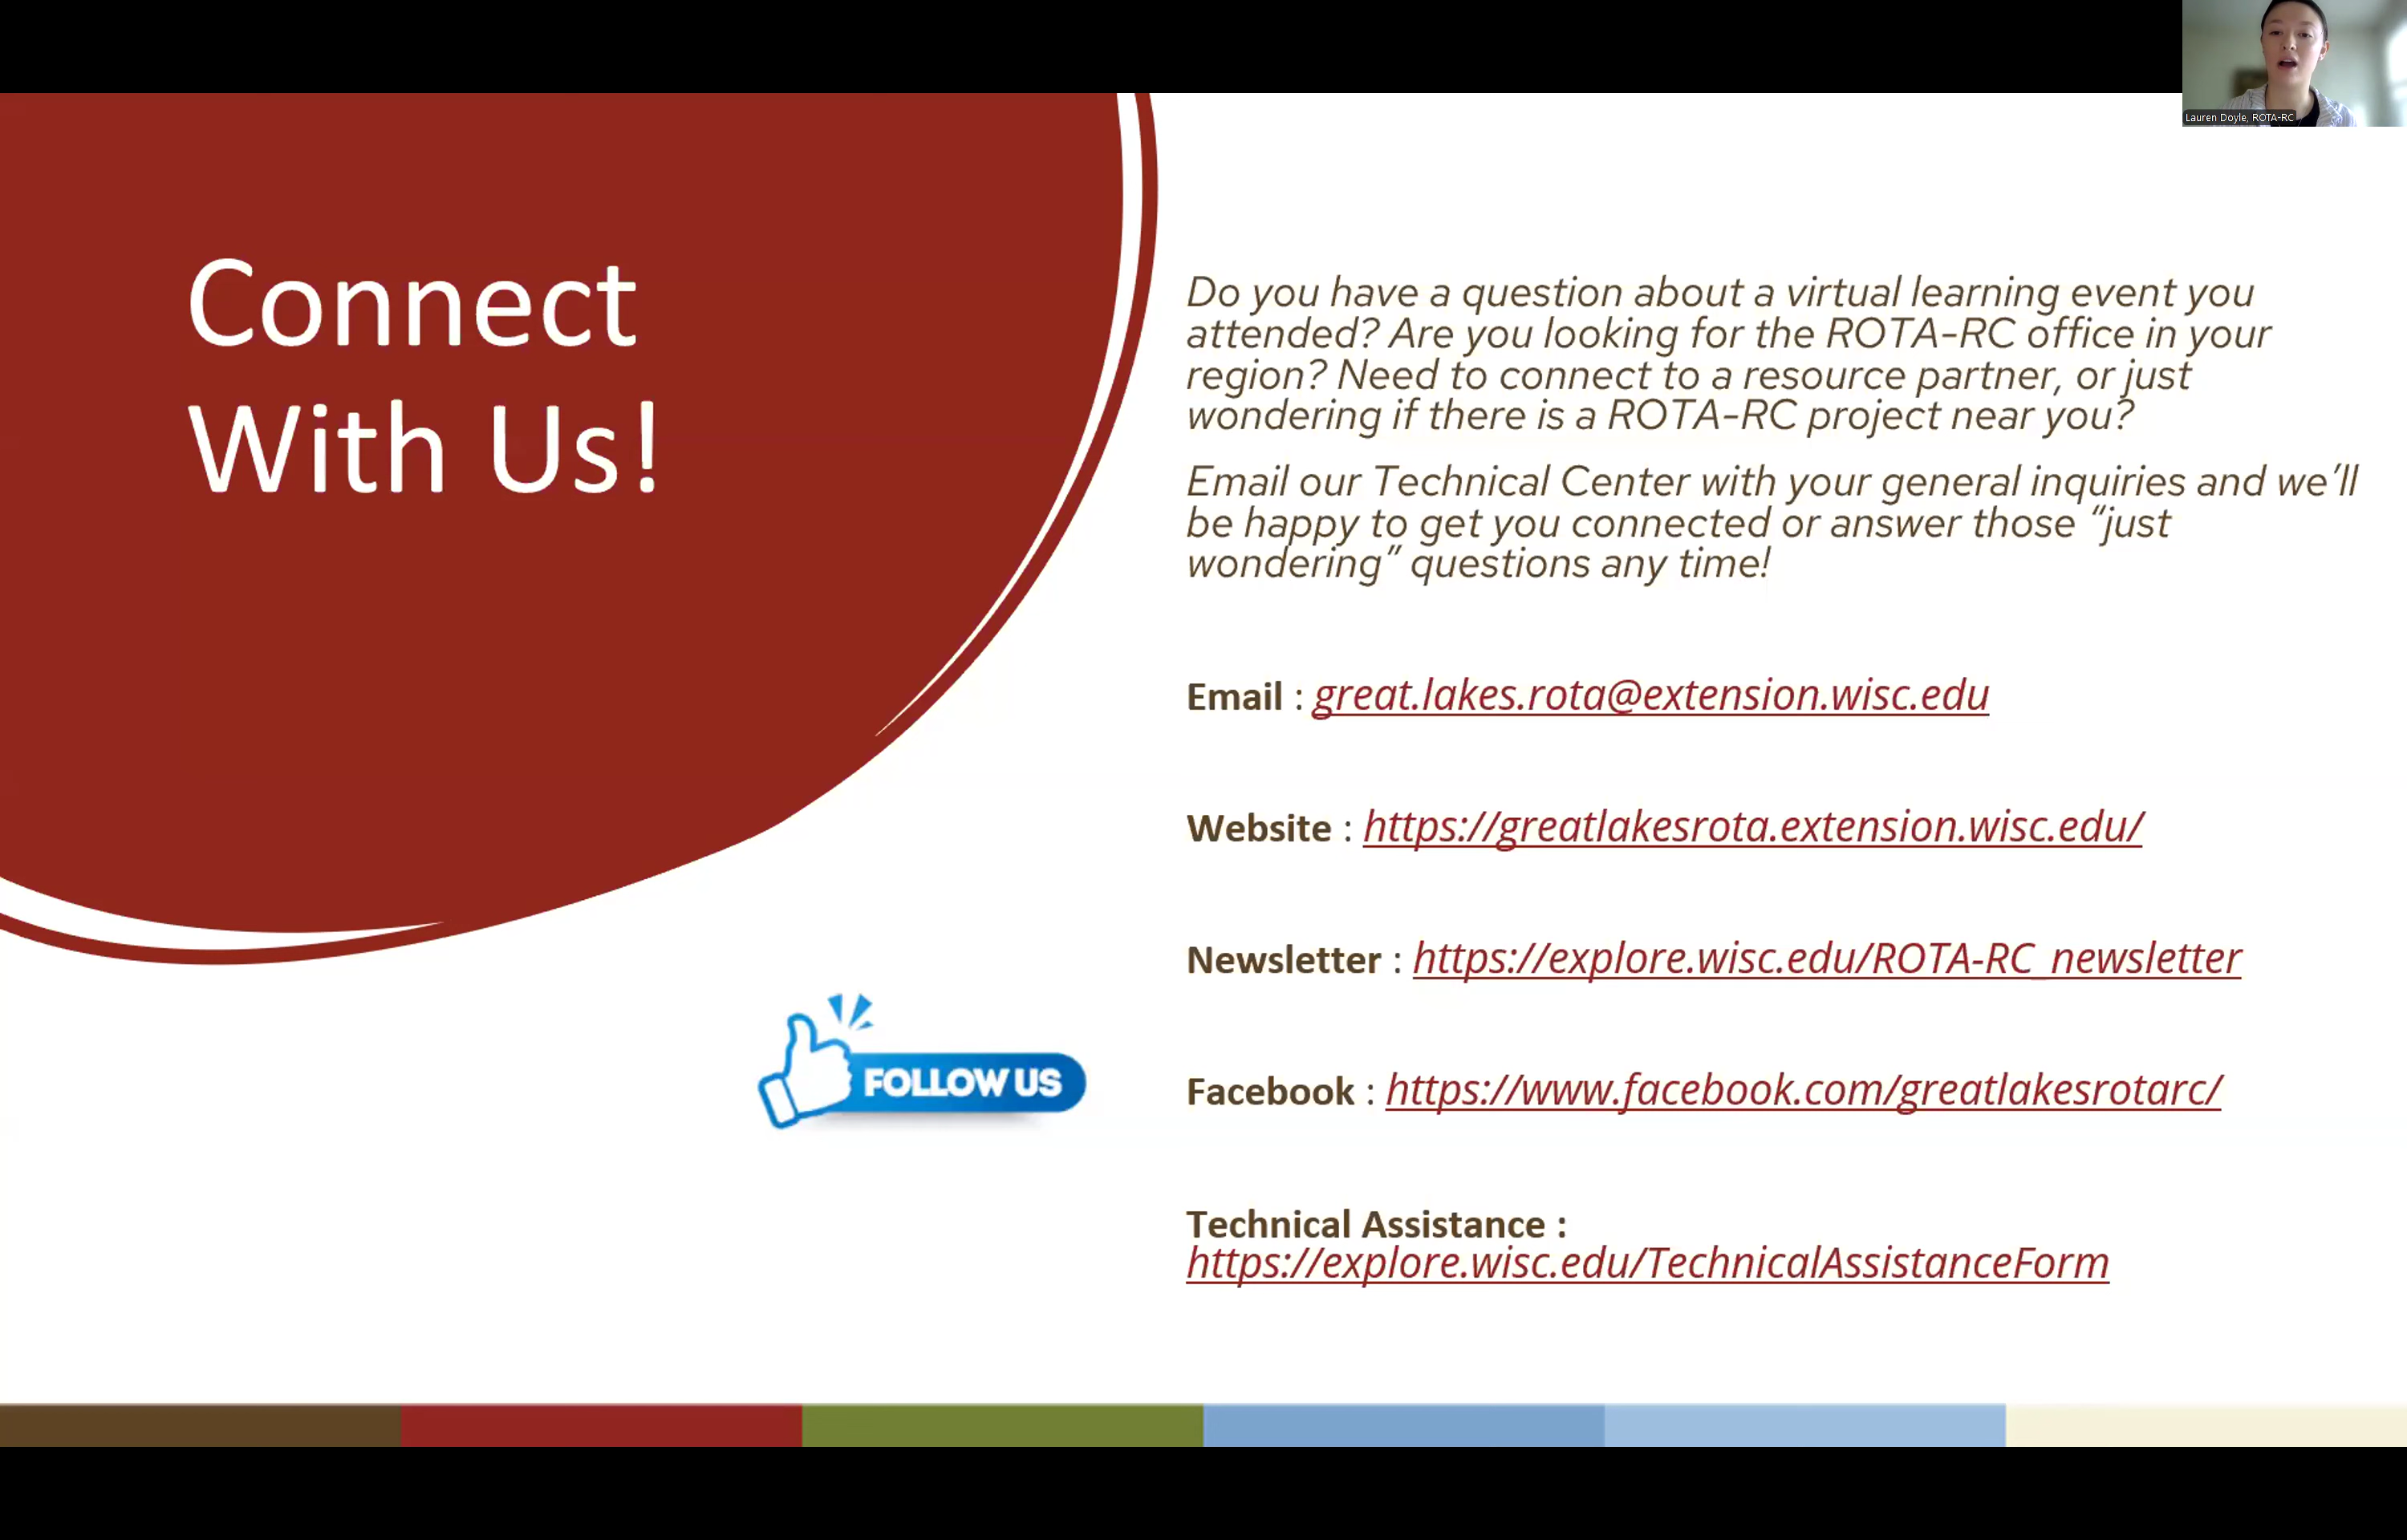 Lauren Doyle, ROTA-RC
Connect
With Us!
Do you have a question about a virtual learning event you
attended? Are you looking for the ROTA-RC office in your
region? Need to connect to a resource partner, or just
wondering if there is a ROTA-RC project near you?
Email our Technical Center with your general inquiries and we’ll
be happy to get you connected or answer those “just
wondering” questions any time!
Email : great.lakes.rota@extension.wisc.edu
Website : https://greatlakesrota.extension.wisc.edu/
Newsletter : https://explore.wisc.edu/ROTA-RC_newsletter
FOLLOW US
Facebook : https://www.facebook.com/greatlakesrotarc/
Technical Assistance :
https://explore.wisc.edu/TechnicalAssistanceForm